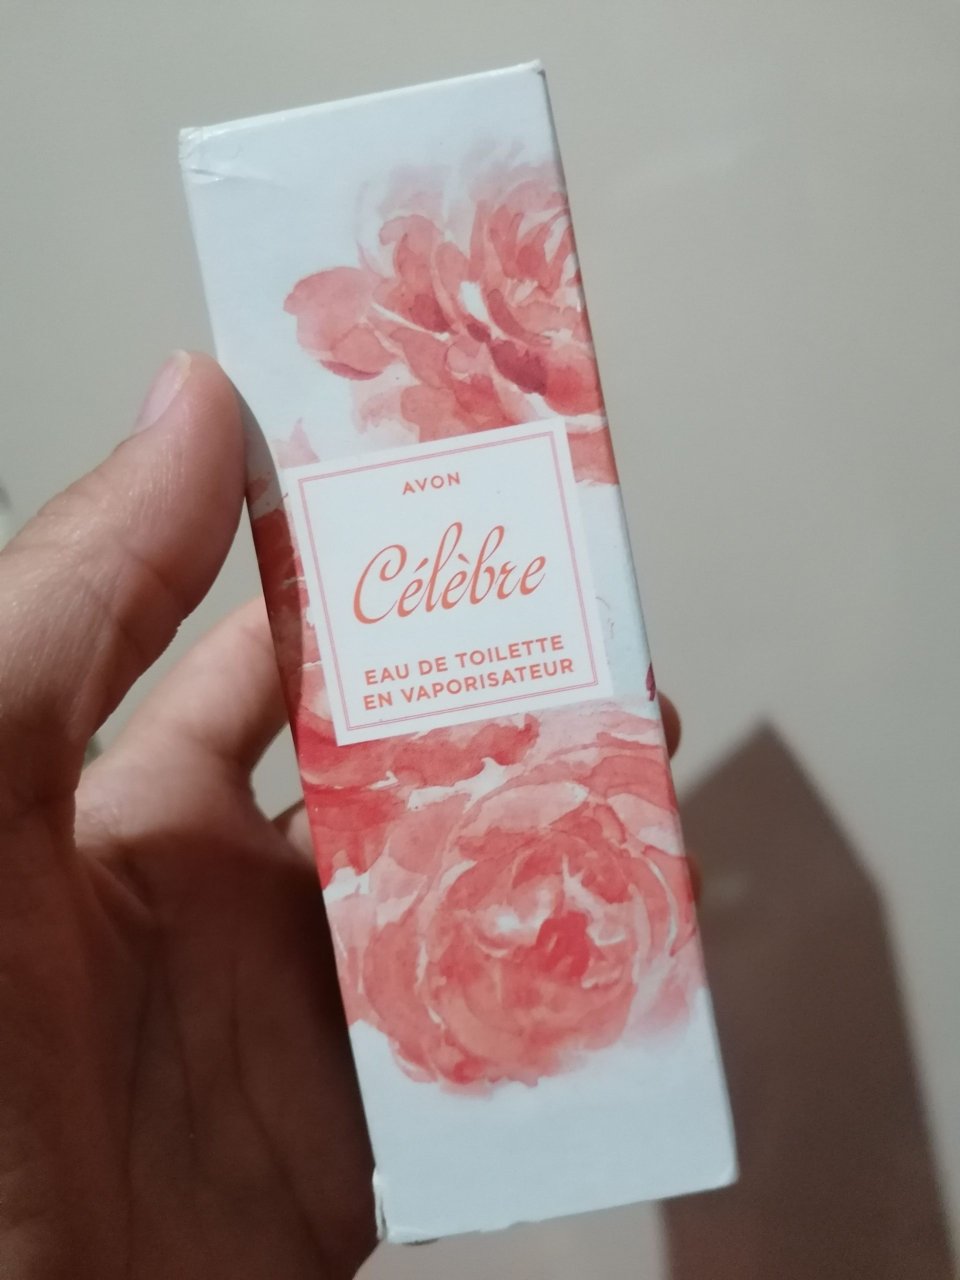 AVON
Célèbre
EAU DE TOILETTE
EN VAPORISATEUR